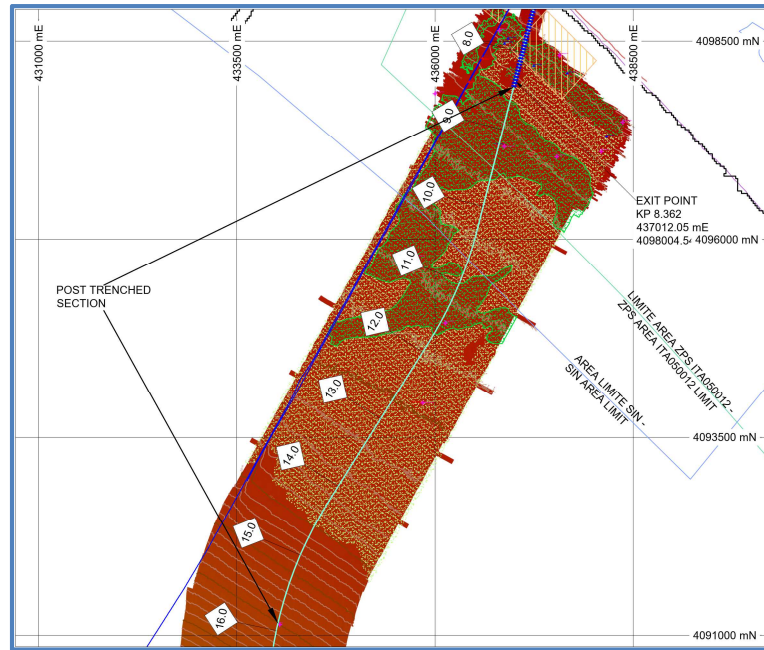 431000 mE
433500 mE
436000 mE
438500 mE
4098500 mN
8.0
9.0
10.0
EXIT POINT
KP 8.362
437012.05 mE
4098004.5
4096000 mN
11.0
POST TRENCHED
SECTION
LIMITE AREA ZPS ITA050012 -
ZPS AREA ITA050012 LIMIT
12.0
AREA LIMITE SIN -
SIN AREA LIMIT
13.0
4093500 mN
14.0
15.0
16.0
4091000 mN